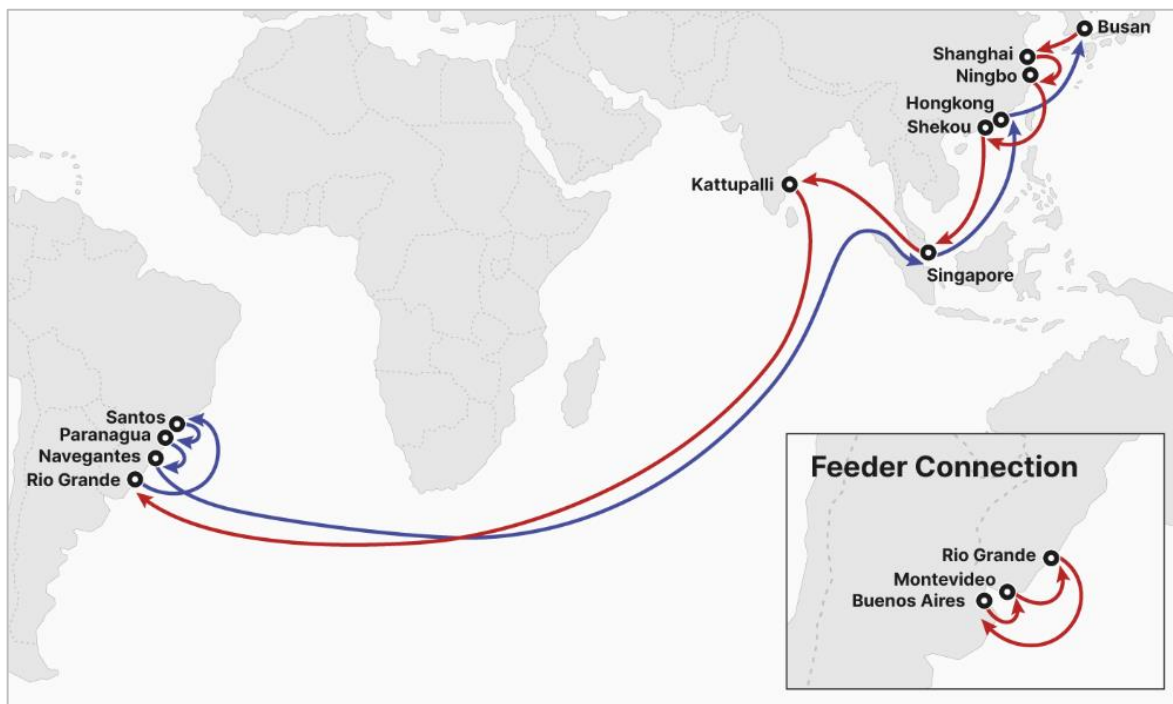 Busan
Shanghai
Ningbo
Hongkong
Shekou
Kattupalli
Singapore
Santos
Paranagua
Navegantes
Rio Grande
Feeder Connection
Rio Grande
Montevideo
Buenos Aires